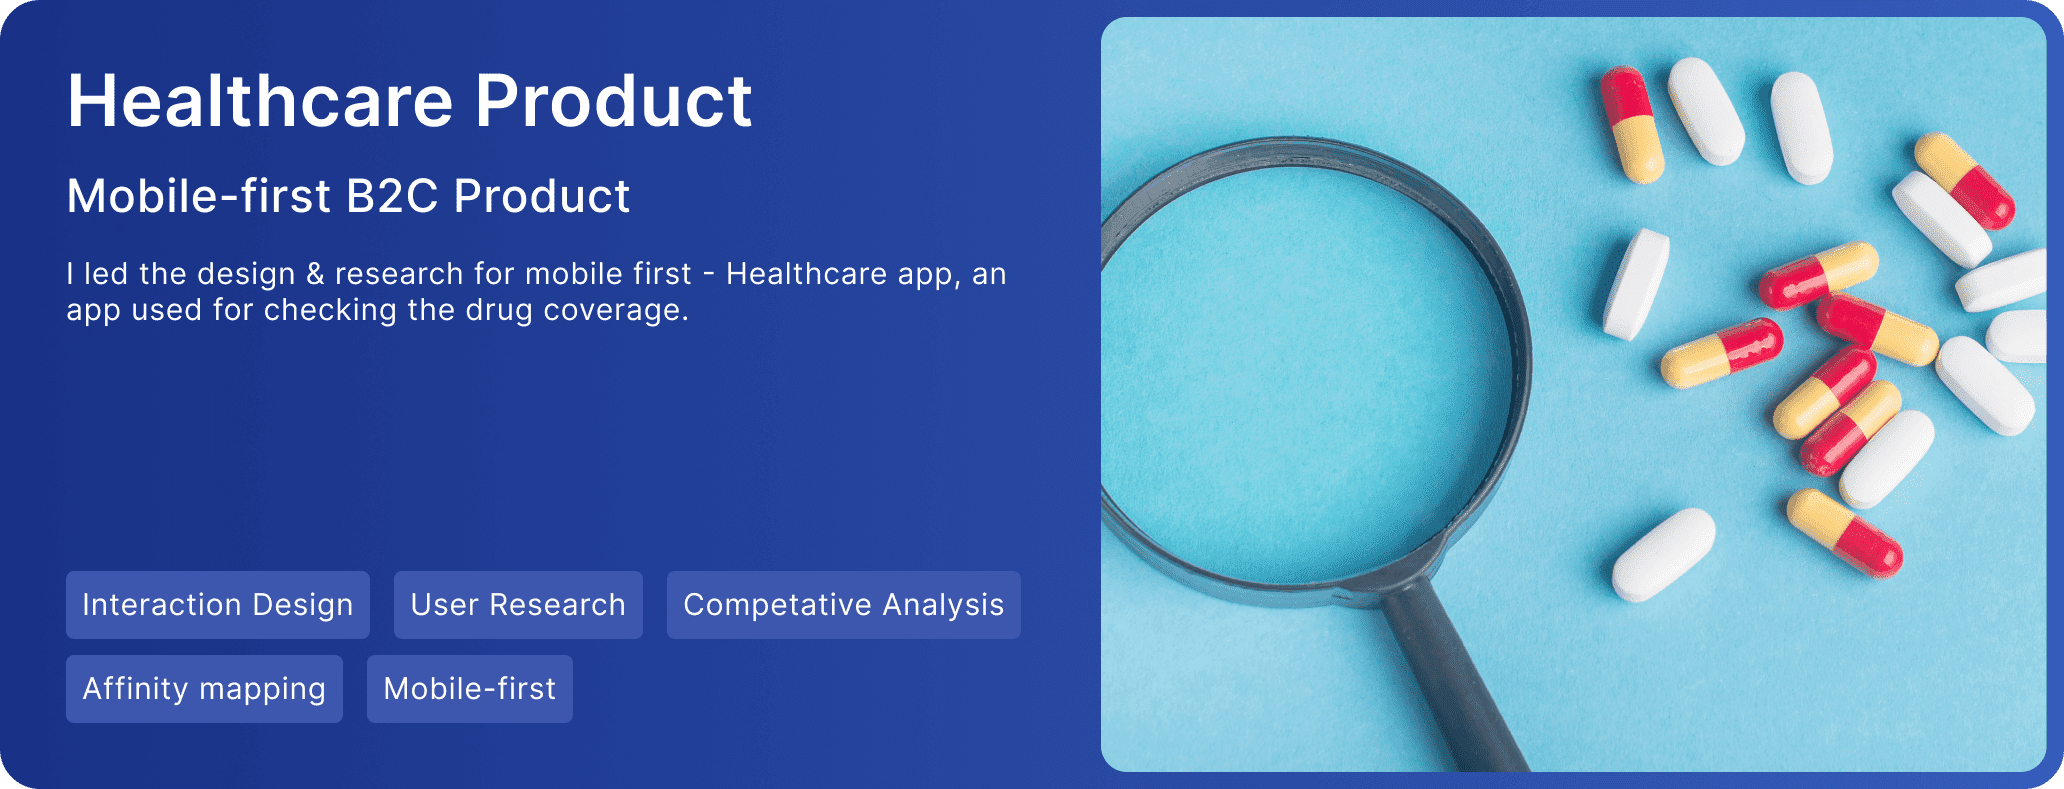 Healthcare Product
Mobile-first B2C Product
I led the design & research for mobile first - Healthcare app, an
app used for checking the drug coverage.
Interaction Design
User Research
Competative Analysis
Affinity mapping
Mobile-first